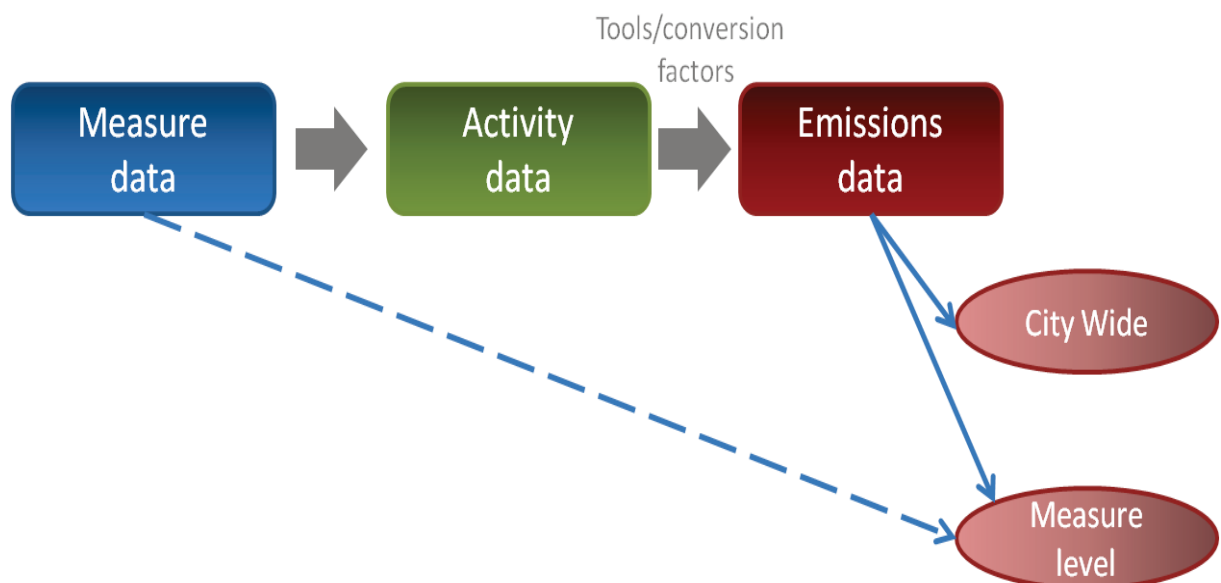 Tools/conversion
factors
Measure
data
Activity
data
Emissions
data
City Wide
Measure
level